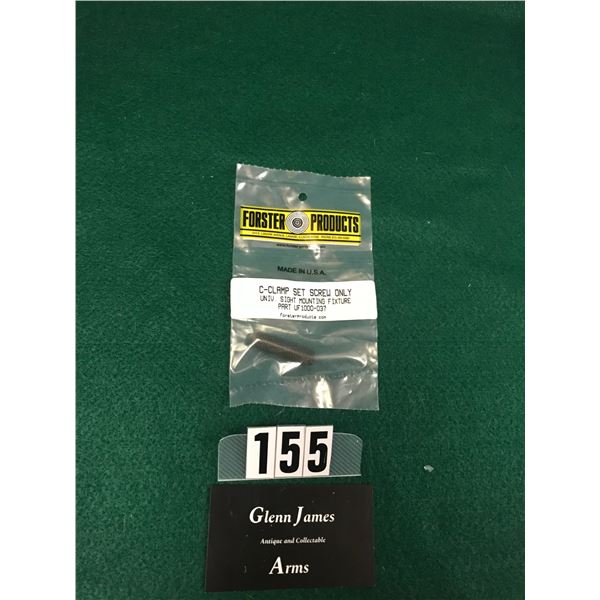 FORSTER PRODUCTS
MADE IN U.S.A.
C-CLAMP SET SCREW ONLY
UNIV. SIGHT MOUNTING FIXTURE
PART UF1000-037
forsterproducts.com
155
Glenn James
Antique and Collectable
Arms